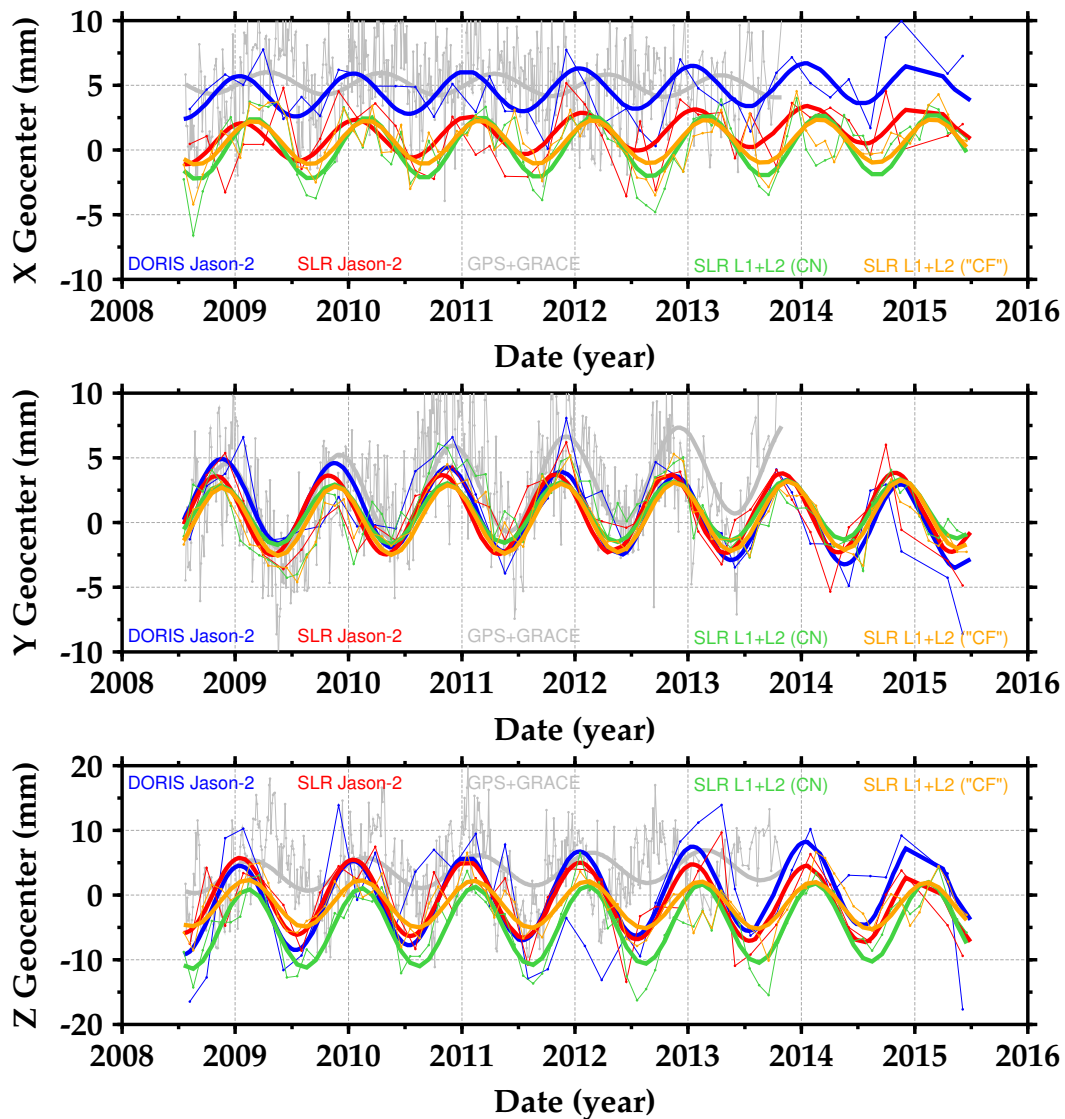 10
5
0
-5
-10
X Geocenter (mm)
DORIS Jason-2 SLR Jason-2 GPS+GRACE SLR L1+L2 (CN) SLR L1+L2 ("CF")
2008 2009 2010 2011 2012 2013 2014 2015 2016
Date (year)
10
5
0
-5
-10
Y Geocenter (mm)
DORIS Jason-2 SLR Jason-2 GPS+GRACE SLR L1+L2 (CN) SLR L1+L2 ("CF")
2008 2009 2010 2011 2012 2013 2014 2015 2016
Date (year)
20
10
0
-10
-20
Z Geocenter (mm)
DORIS Jason-2 SLR Jason-2 GPS+GRACE SLR L1+L2 (CN) SLR L1+L2 ("CF")
2008 2009 2010 2011 2012 2013 2014 2015 2016
Date (year)